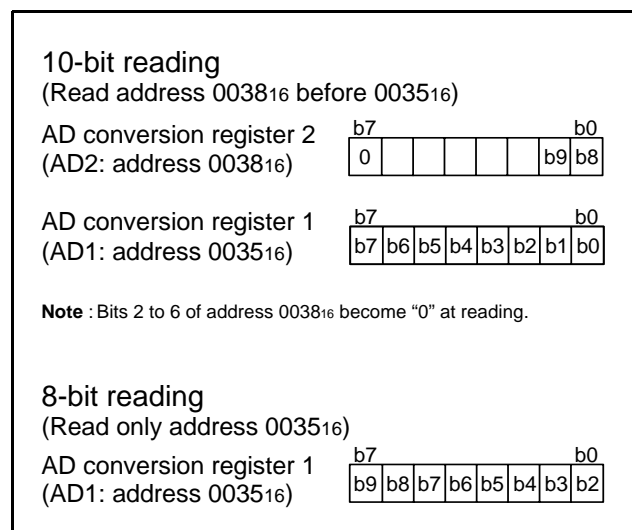 10-bit reading
(Read address 0038₁₆ before 0035₁₆)
AD conversion register 2
(AD2: address 0038₁₆)
b7 b0
0 b9 b8
AD conversion register 1
(AD1: address 0035₁₆)
b7 b0
b7 b6 b5 b4 b3 b2 b1 b0
Note : Bits 2 to 6 of address 0038₁₆ become “0” at reading.
8-bit reading
(Read only address 0035₁₆)
AD conversion register 1
(AD1: address 0035₁₆)
b7 b0
b9 b8 b7 b6 b5 b4 b3 b2